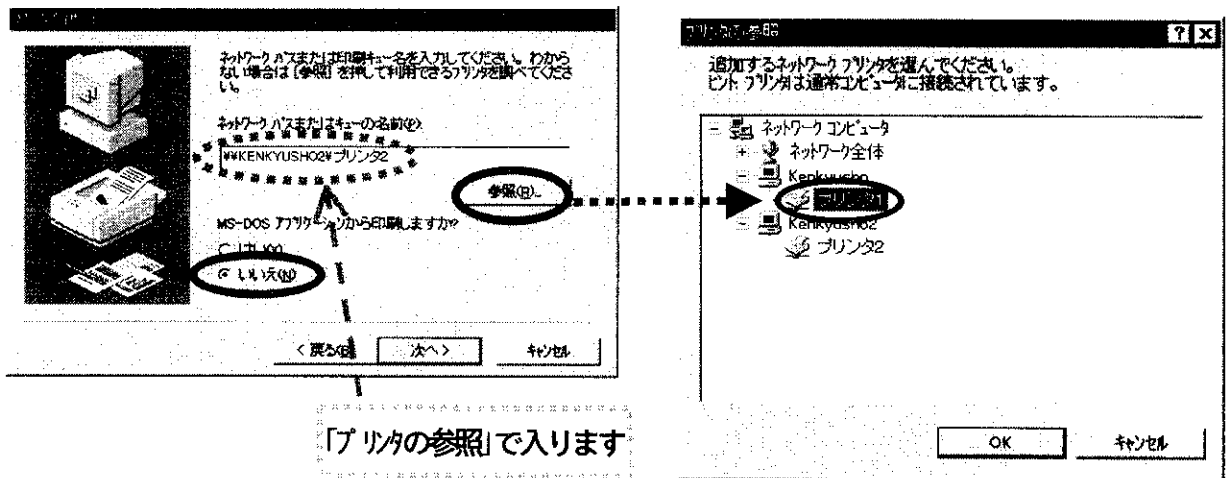 ネットワーク パスまたは印刷キュー名を入力してください。わから
ない場合は [参照] を押して利用できるプリンタを調べてくださ
い。
ネットワーク パスまたはキューの名前(P):
¥¥KENKYUSHO2¥プリンタ2
参照(R)...
MS-DOS アプリケーションから印刷しますか?
はい(Y)
いいえ(N)
< 戻る(B)
次へ >
キャンセル
「プリンタの参照」で入ります
プリンタの参照
追加するネットワーク プリンタを選んでください。
ヒント: プリンタは通常コンピュータに接続されています。
ネットワーク コンピュータ
ネットワーク全体
Kenkyusho
プリンタ1
Kenkyusho2
プリンタ2
OK
キャンセル